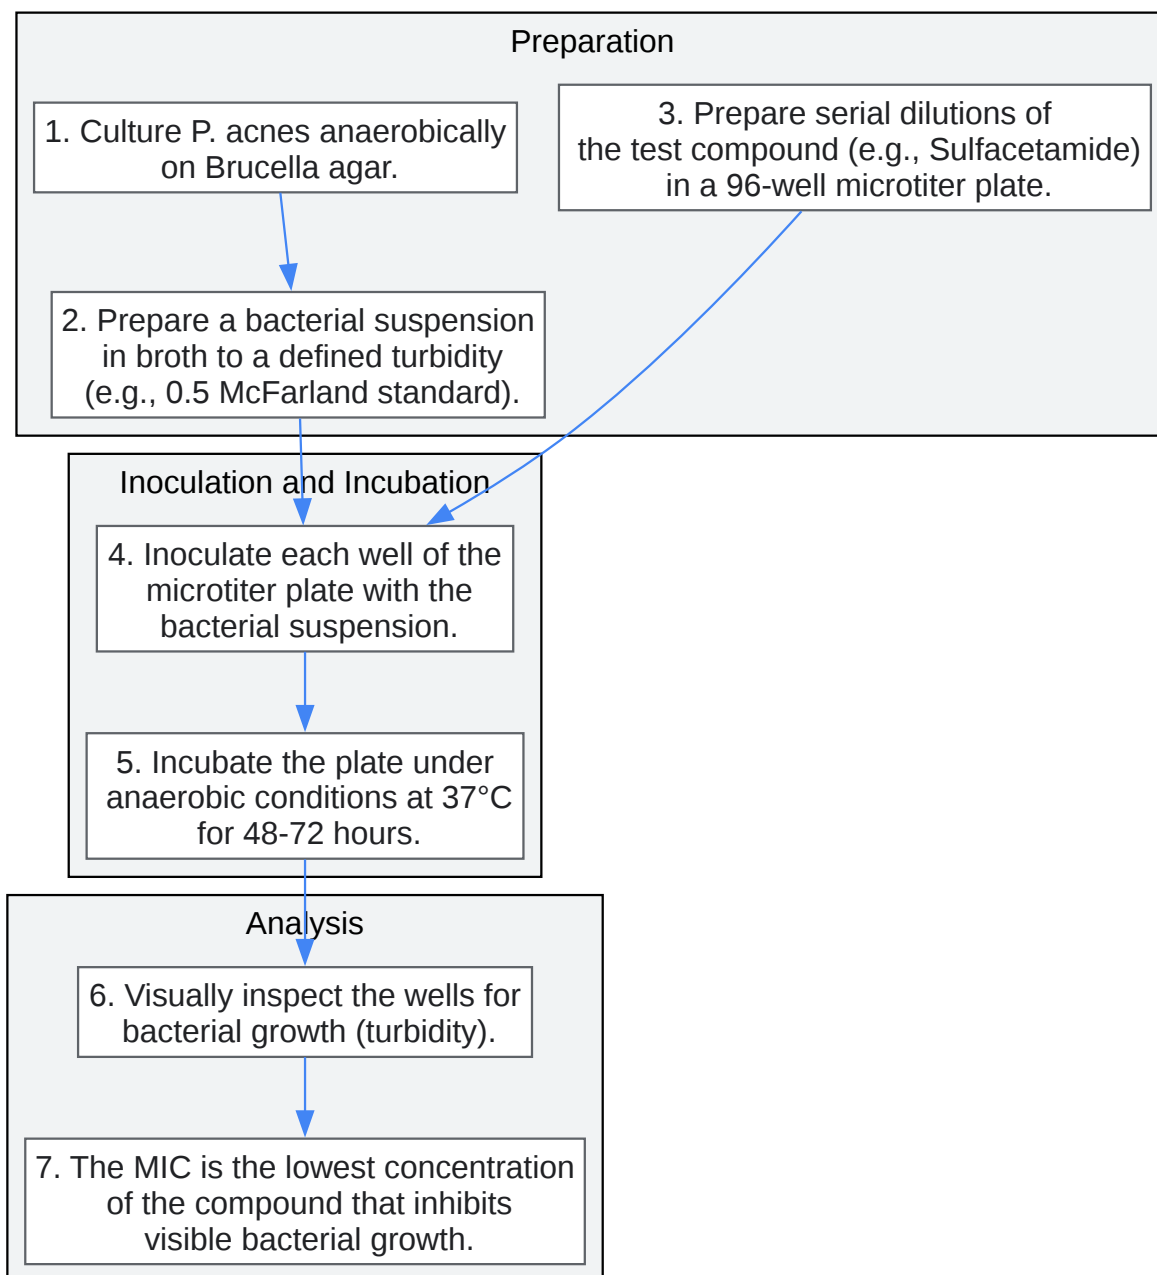 Preparation
1. Culture P. acnes anaerobically
on Brucella agar.
3. Prepare serial dilutions of
the test compound (e.g., Sulfacetamide)
in a 96-well microtiter plate.
2. Prepare a bacterial suspension
in broth to a defined turbidity
(e.g., 0.5 McFarland standard).
Inoculation and Incubation
4. Inoculate each well of the
microtiter plate with the
bacterial suspension.
5. Incubate the plate under
anaerobic conditions at 37°C
for 48-72 hours.
Analysis
6. Visually inspect the wells for
bacterial growth (turbidity).
7. The MIC is the lowest concentration
of the compound that inhibits
visible bacterial growth.